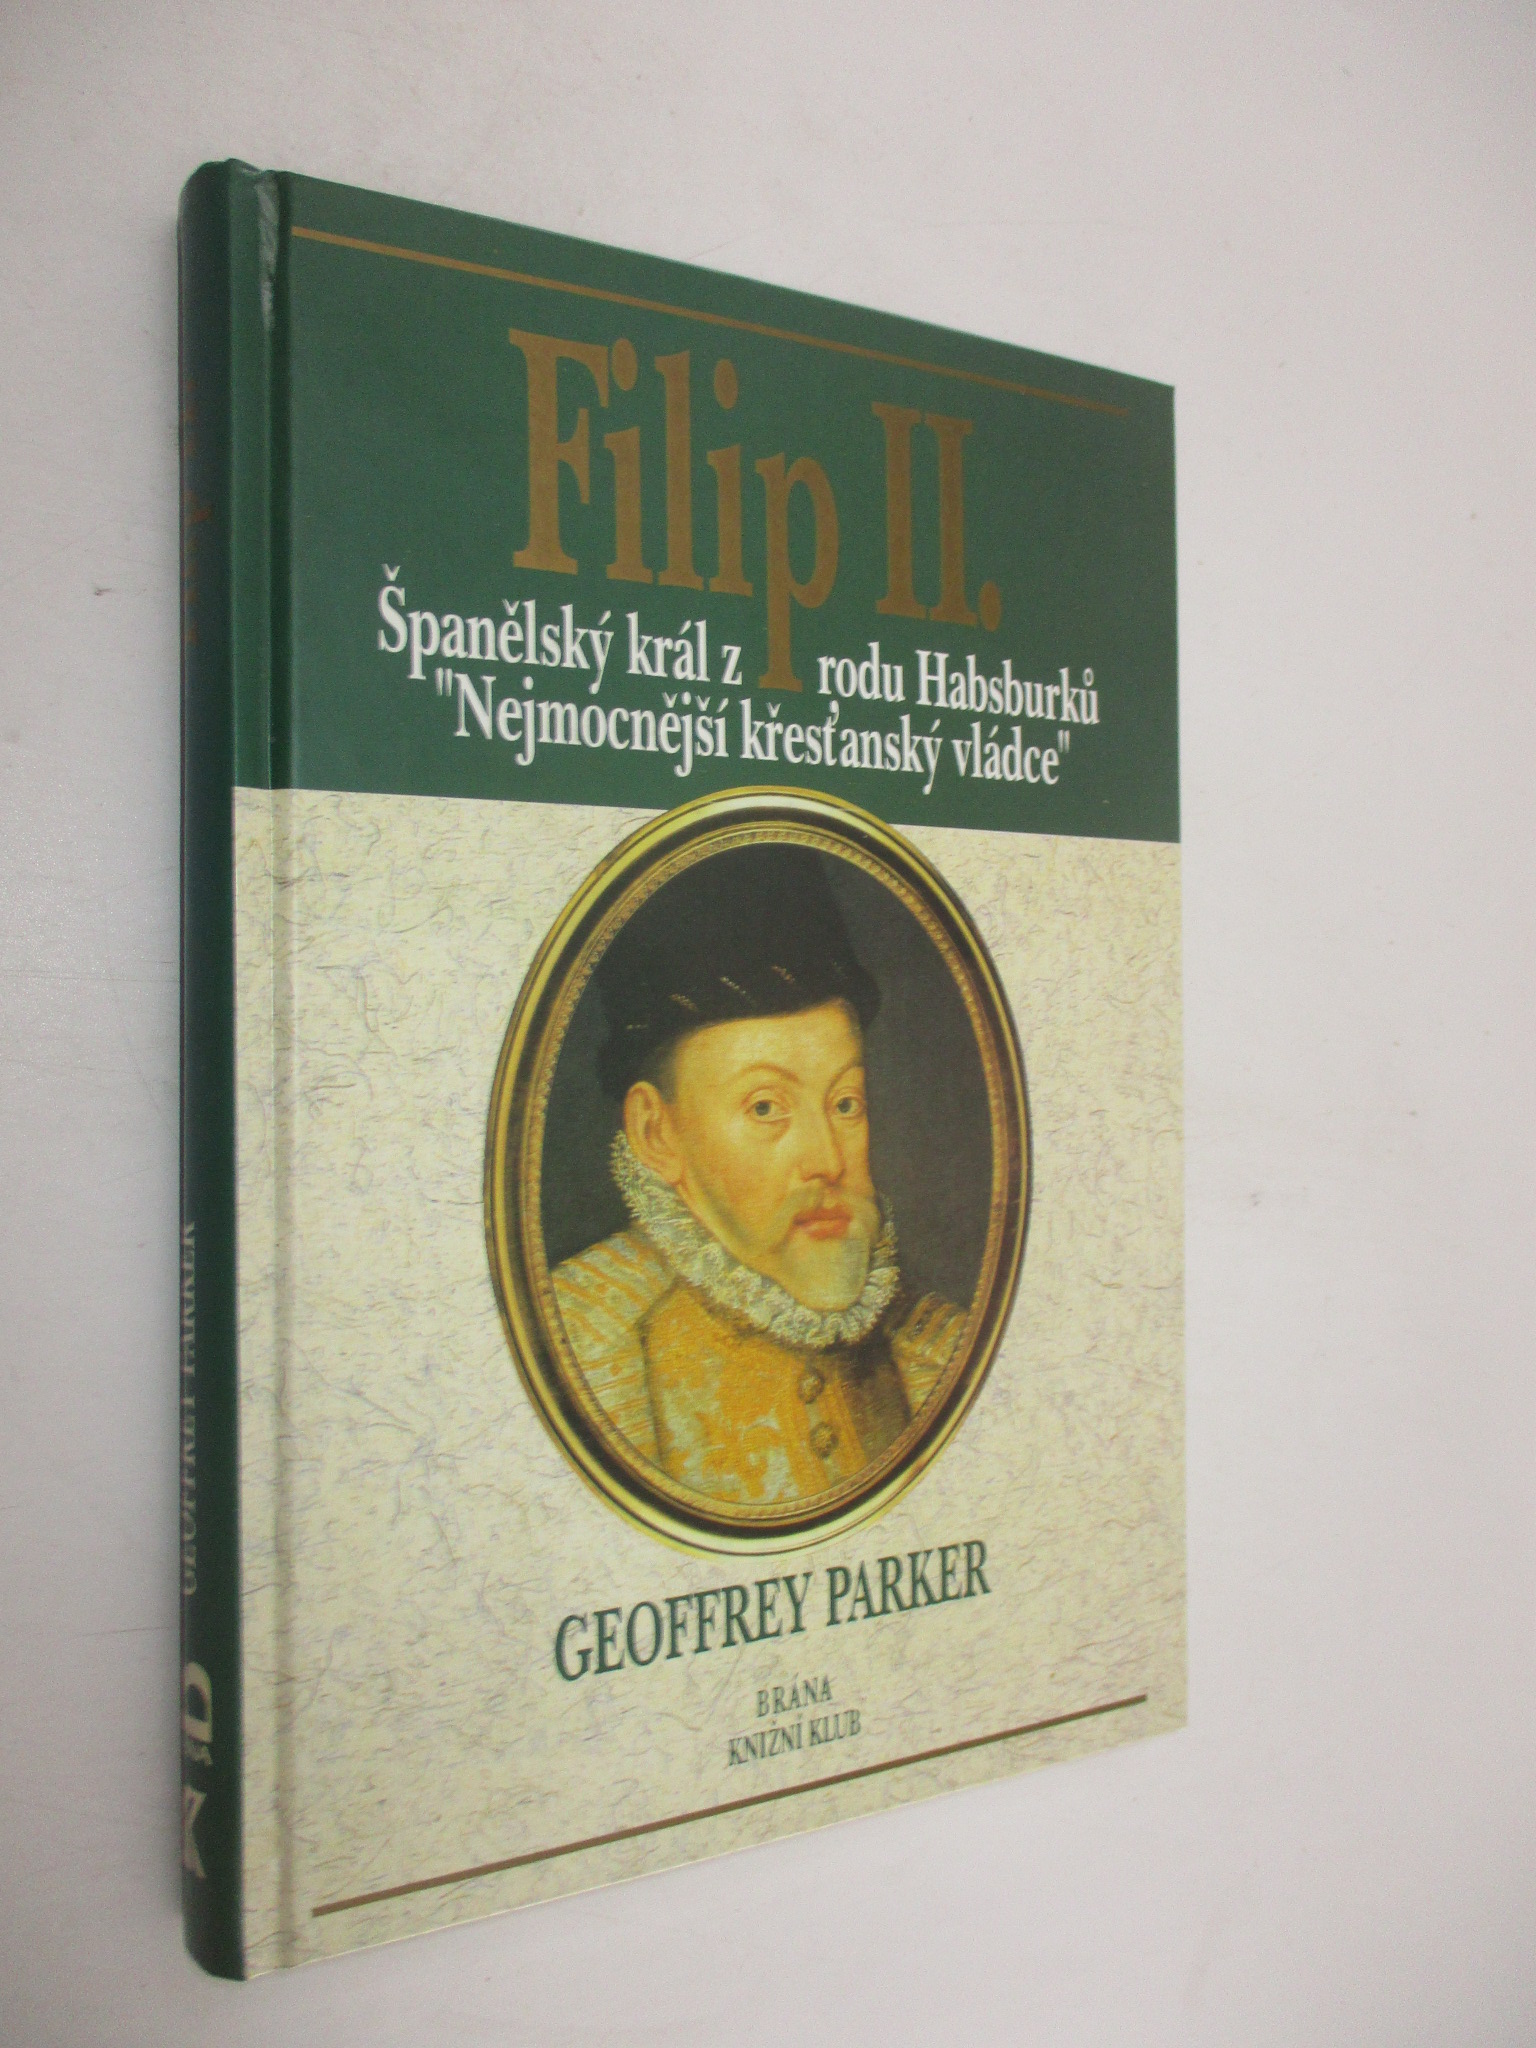 Filip II.
Španělský král z rodu Habsburků
"Nejmocnější křesťanský vládce"
GEOFFREY PARKER
BRÁNA
KNIŽNÍ KLUB
GEOFFREY PARKER